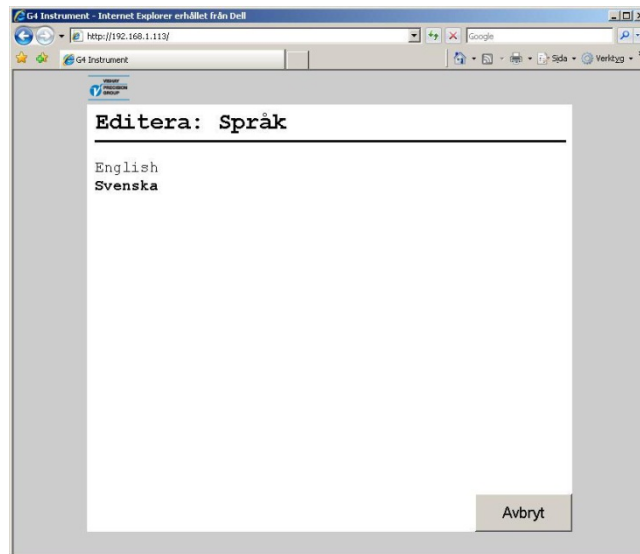 G4 Instrument - Internet Explorer erhållet från Dell
http://192.168.1.113/
Google
G4 Instrument
Sida
Verktyg
VISHAY
PRECISION
GROUP
Editera: Språk
English
Svenska
Avbryt